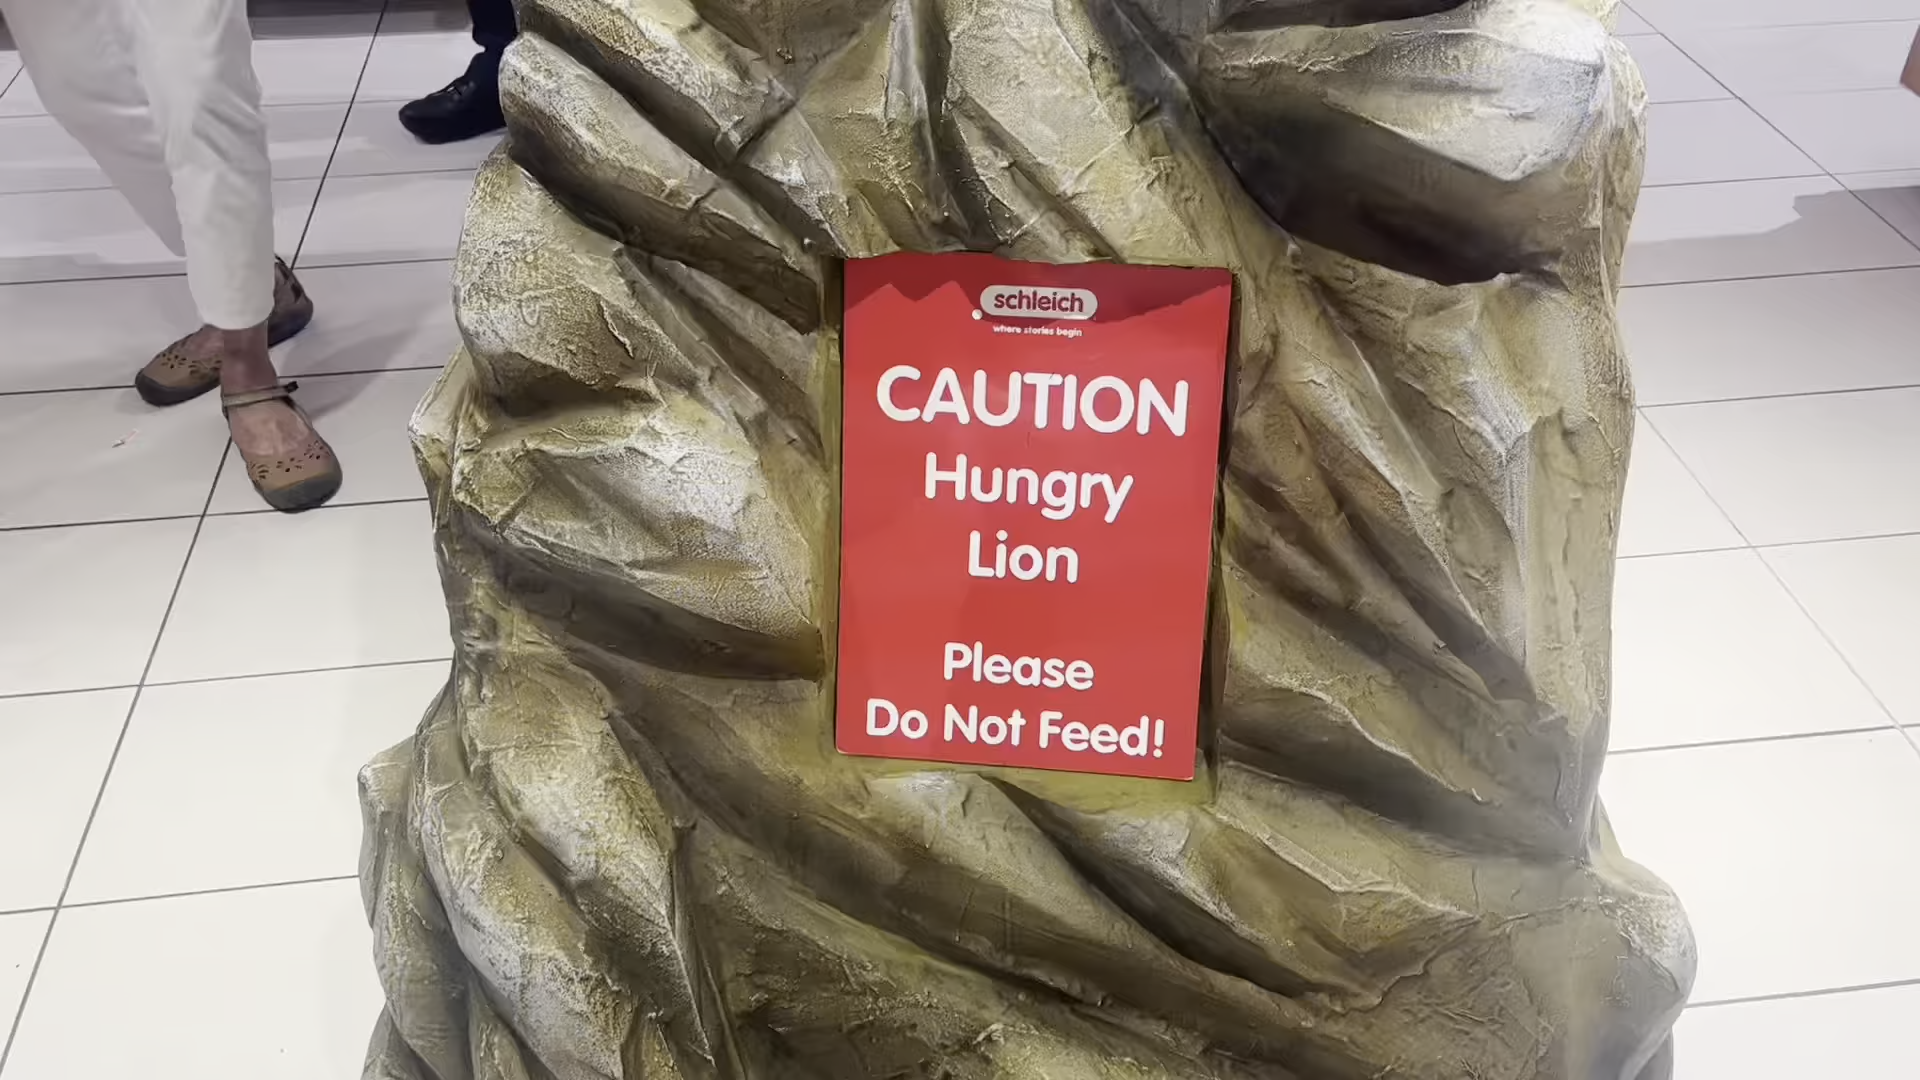 schleich
where stories begin
CAUTION
Hungry
Lion
Please
Do Not Feed!